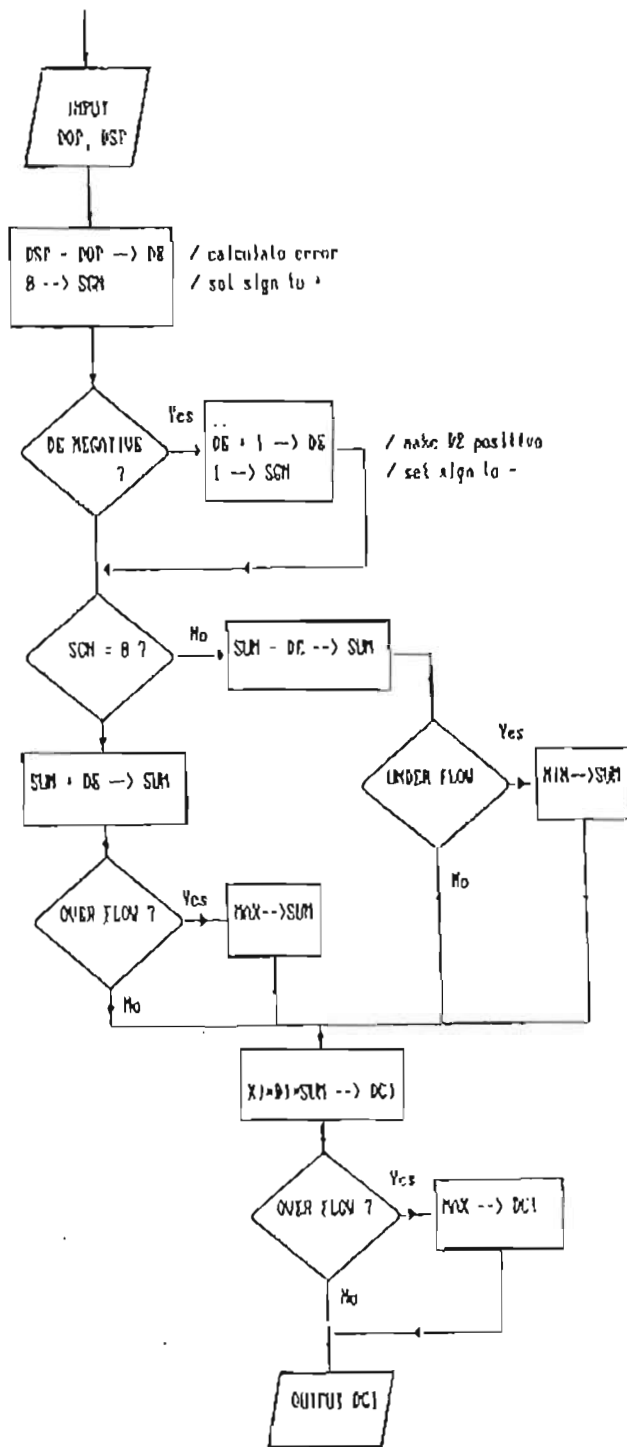 INPUT
DOP, DSP
DSP - DOP --> DE / calculate error
0 --> SGN / set sign to +
DE NEGATIVE
?
Yes
DE + 1 --> DE / make DE positive
1 --> SGN / set sign to -
SGN = 0 ?
No
SUM - DE --> SUM
SUM + DE --> SUM
UNDER FLOW
Yes
MIN-->SUM
No
OVER FLOW ?
Yes
MAX-->SUM
No
SUM --> DCI
OVER FLOW ?
Yes
MAX --> DCI
No
OUTPUT DCI